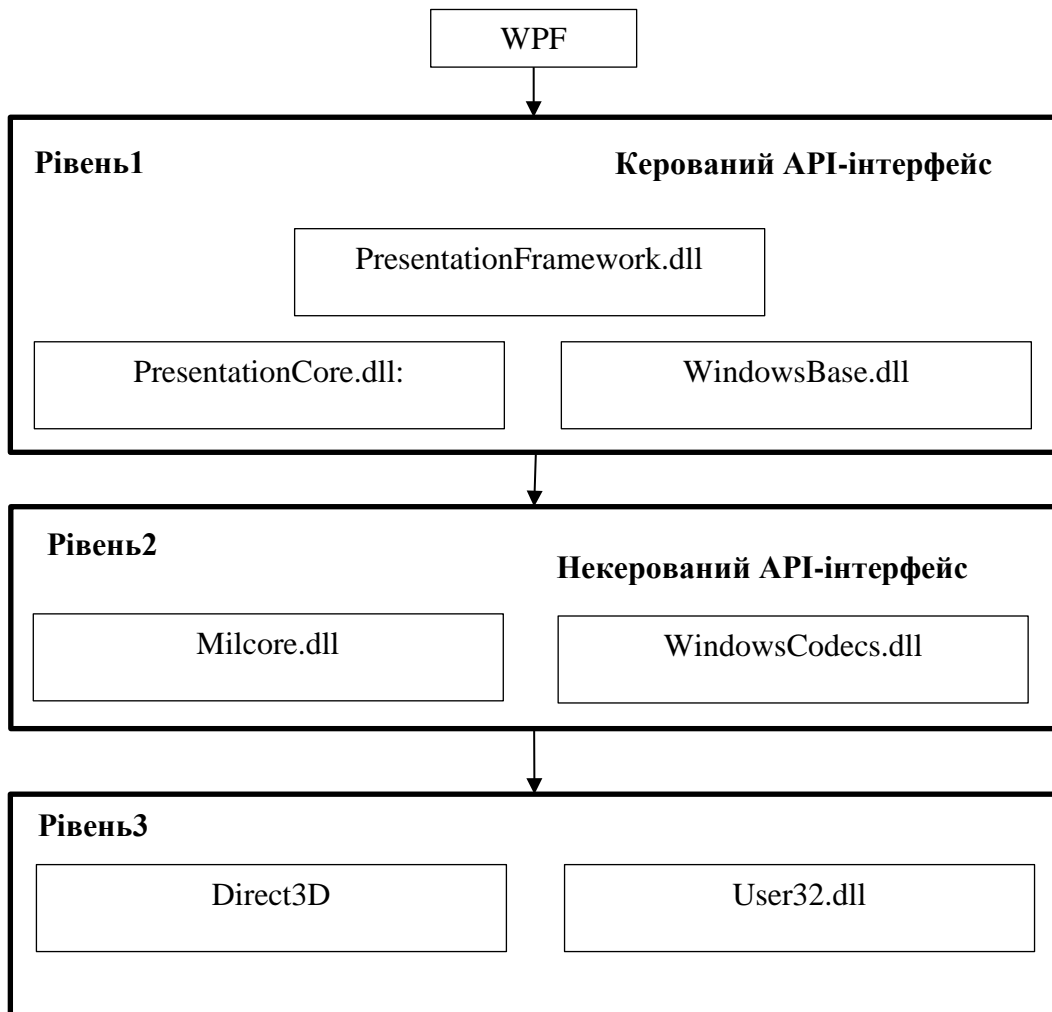 WPF
Рівень1
Керований API-інтерфейс
PresentationFramework.dll
PresentationCore.dll:
WindowsBase.dll
Рівень2
Некерований API-інтерфейс
Milcore.dll
WindowsCodecs.dll
Рівень3
Direct3D
User32.dll